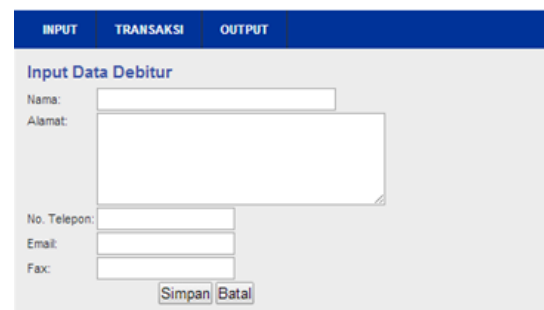 INPUT TRANSAKSI OUTPUT
Input Data Debitur
Nama:
Alamat:
No. Telepon:
Email:
Fax:
Simpan Batal